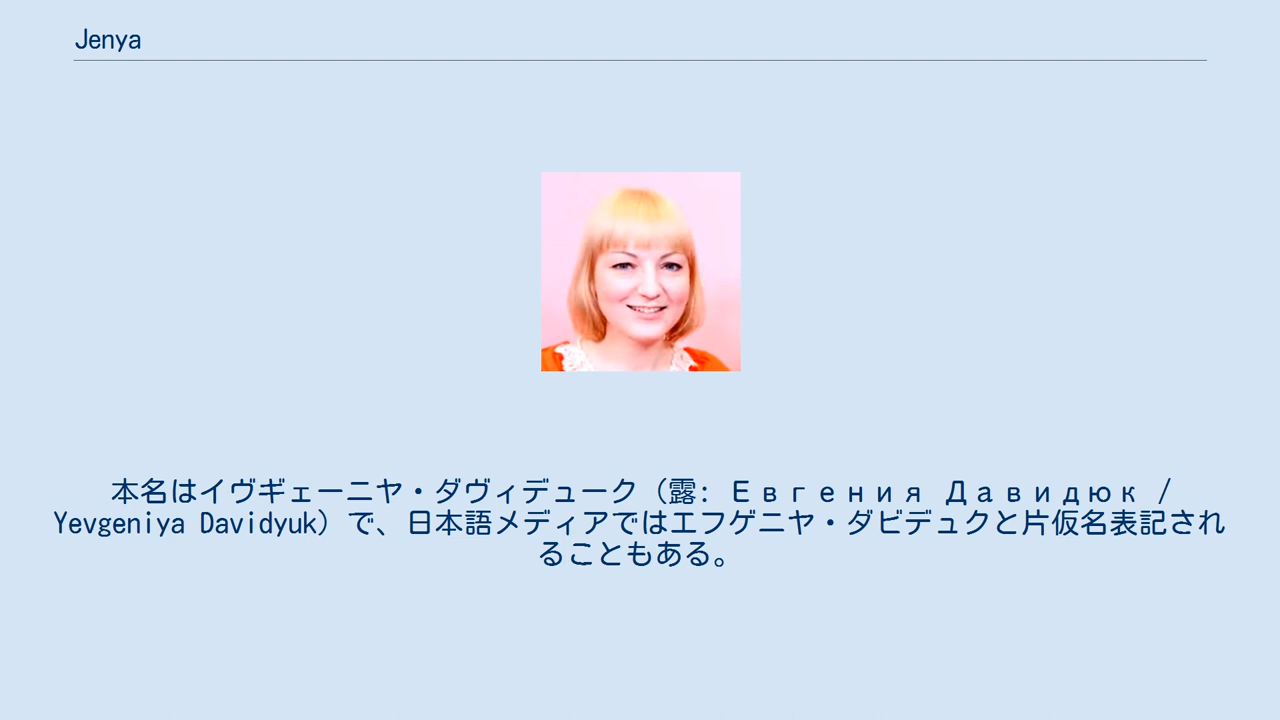 Jenya
本名はイヴギェーニヤ・ダヴィデューク（露: Евгения Давидюк /
Yevgeniya Davidyuk）で、日本語メディアではエフゲニヤ・ダビデュクと片仮名表記され
ることもある。